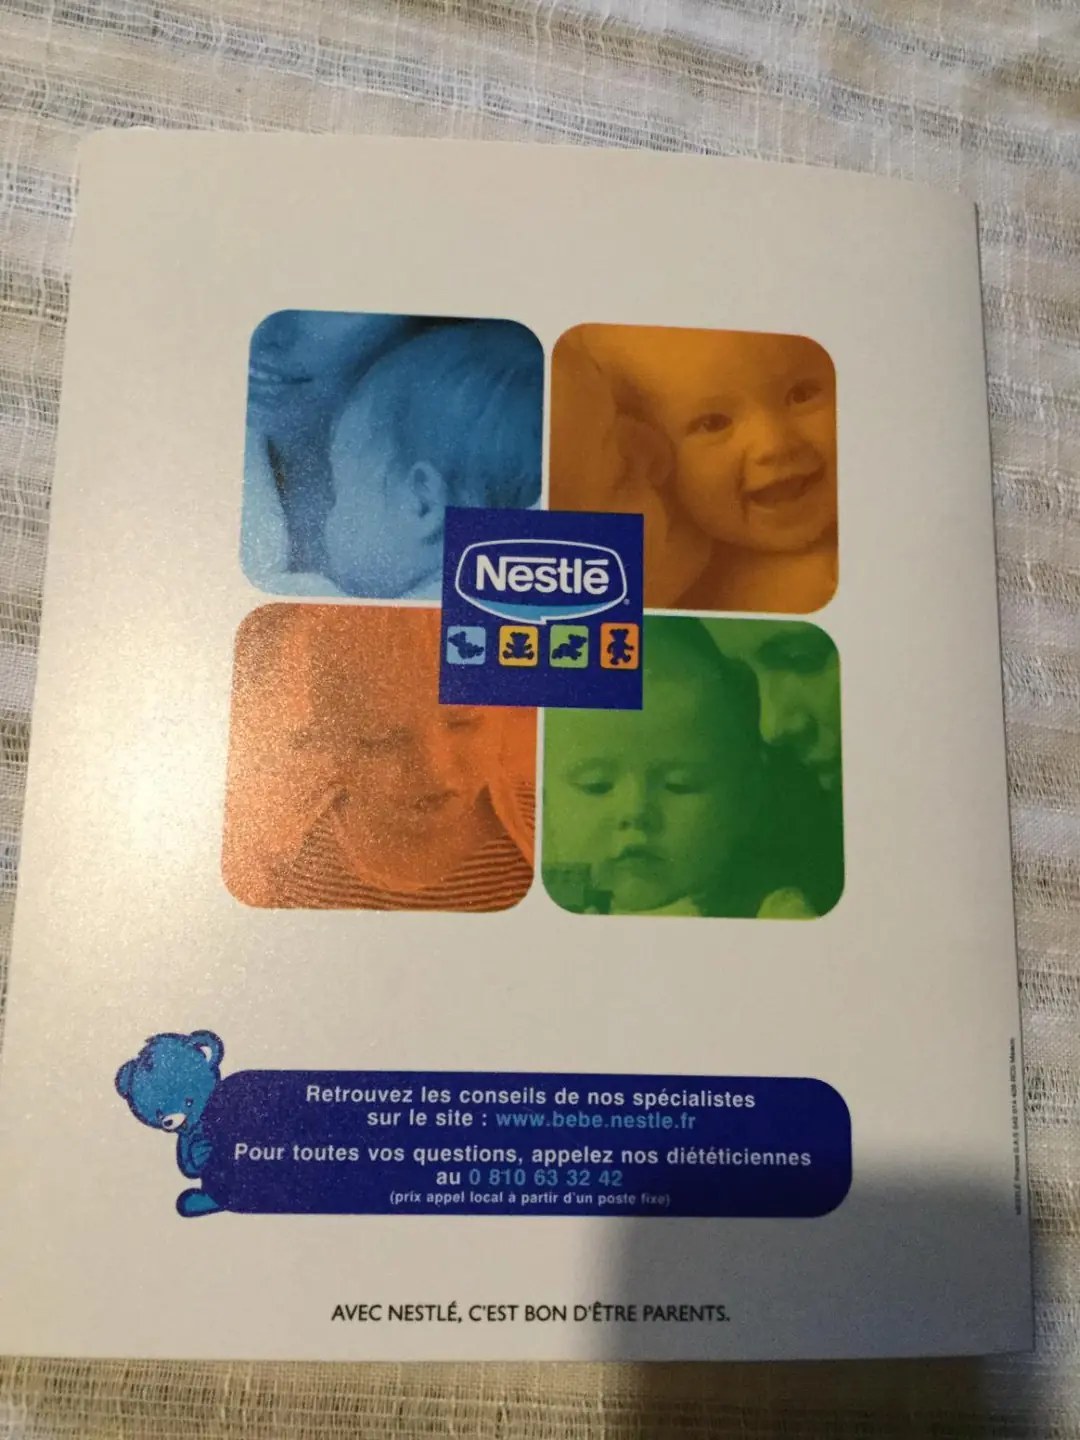 Nestlé
Retrouvez les conseils de nos spécialistes
sur le site : www.bebe.nestle.fr
Pour toutes vos questions, appelez nos diététiciennes
au 0 810 63 32 42
(prix appel local à partir d'un poste fixe)
AVEC NESTLÉ, C'EST BON D'ÊTRE PARENTS.